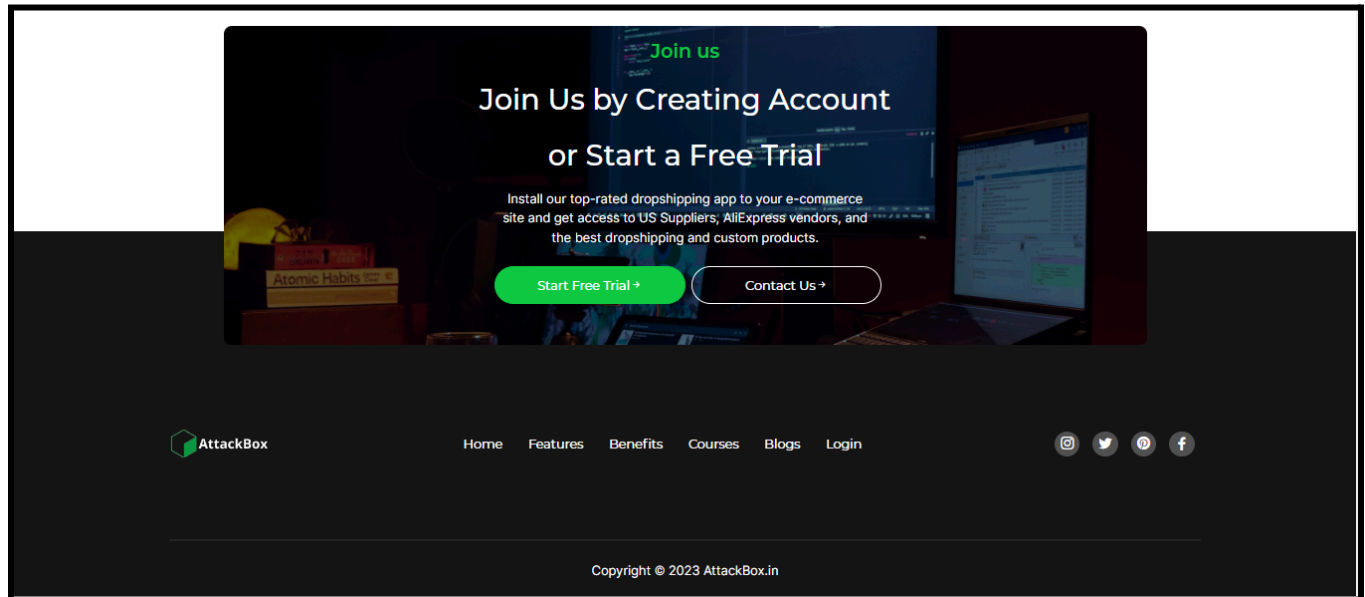 Join us
Join Us by Creating Account
or Start a Free Trial
Install our top-rated dropshipping app to your e-commerce
site and get access to US Suppliers, AliExpress vendors, and
the best dropshipping and custom products.
Start Free Trial →
Contact Us →
Atomic Habits
AttackBox
Home Features Benefits Courses Blogs Login
Copyright © 2023 AttackBox.in